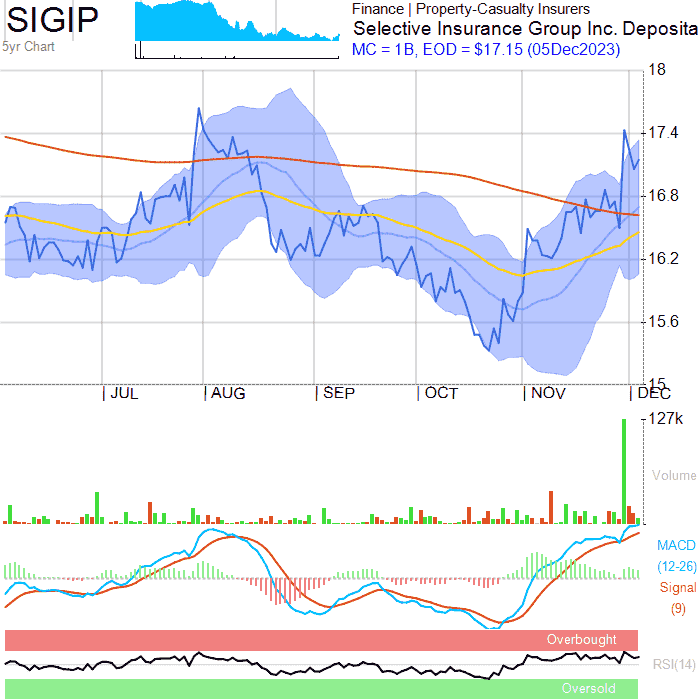 SIGIP
5yr Chart
Finance | Property-Casualty Insurers
Selective Insurance Group Inc. Deposita
MC = 1B, EOD = $17.15 (05Dec2023)
18
17.4
16.8
16.2
15.6
15
JUL AUG SEP OCT NOV DEC
127k
Volume
MACD
(12-26)
Signal
(9)
Overbought
RSI(14)
Oversold